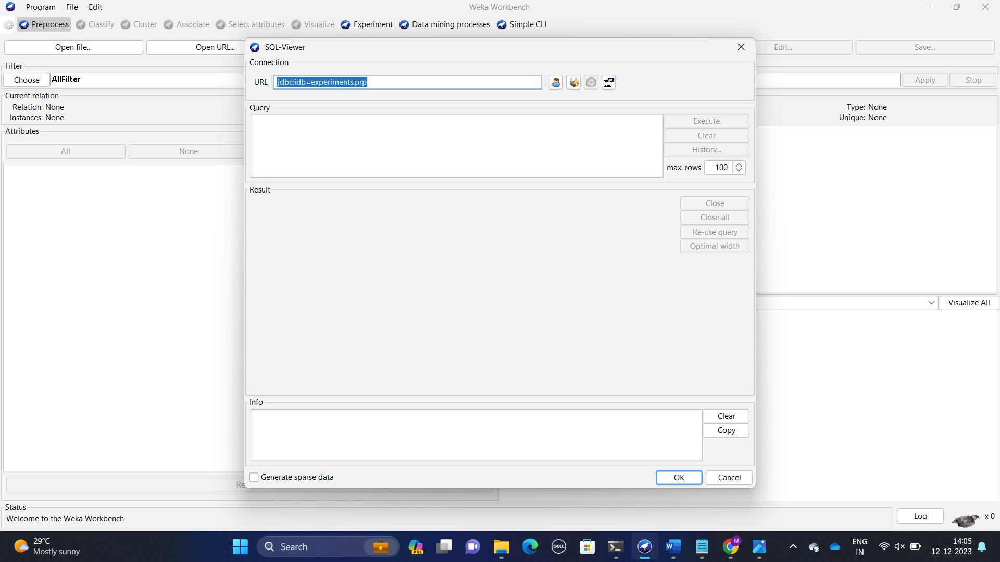 Program File Edit
Weka Workbench
Preprocess Classify Cluster Associate Select attributes Visualize Experiment Data mining processes Simple CLI
Open file...
Open URL...
Edit...
Save...
Filter
Choose AllFilter
Apply Stop
Current relation
Relation: None
Instances: None
Type: None
Unique: None
Attributes
All
None
SQL-Viewer
Connection
URL jdbc:idb=experiments.prp
Query
Execute
Clear
History...
max. rows 100
Result
Close
Close all
Re-use query
Optimal width
Info
Clear
Copy
Generate sparse data
OK
Cancel
Visualize All
Re
Status
Welcome to the Weka Workbench
Log
x 0
29°C
Mostly sunny
Search
PRE
DELL
W
M
ENG
IN
14:05
12-12-2023